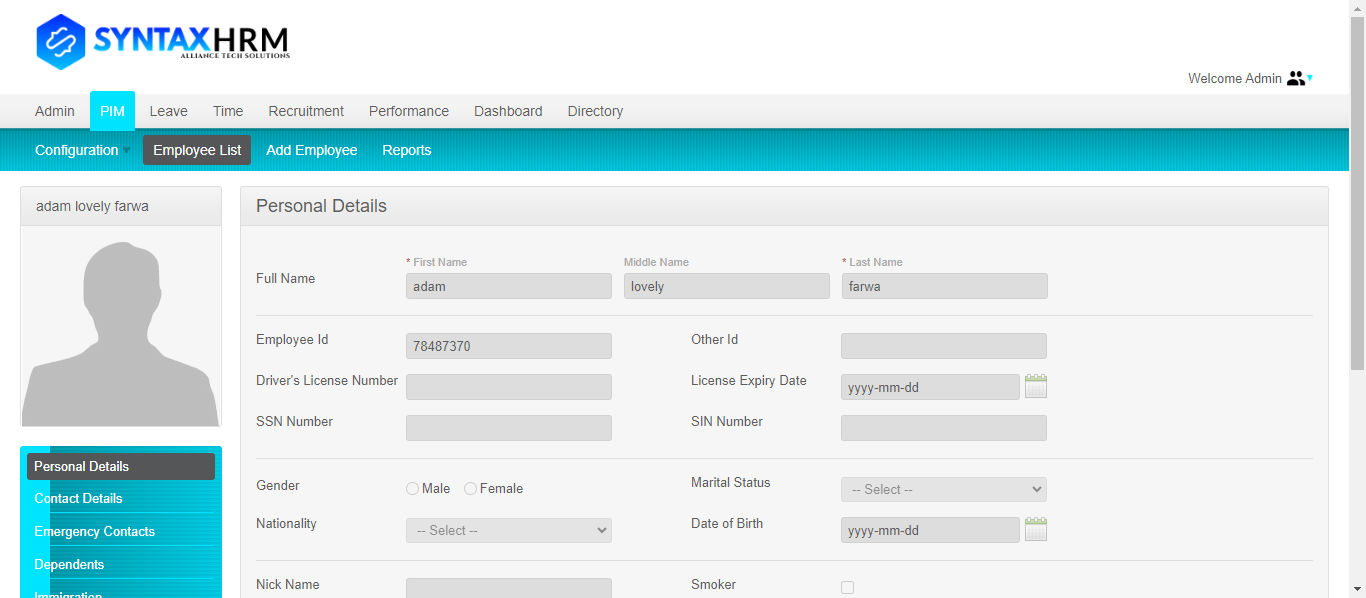 SYNTAXHRM
ALLIANCE TECH SOLUTIONS
Welcome Admin
Admin PIM Leave Time Recruitment Performance Dashboard Directory
Configuration Employee List Add Employee Reports
adam lovely farwa
Personal Details
Contact Details
Emergency Contacts
Dependents
Immigration
Personal Details
* First Name Middle Name * Last Name
Full Name adam lovely farwa
Employee Id 78487370 Other Id
Driver's License Number License Expiry Date yyyy-mm-dd
SSN Number SIN Number
Gender Male Female Marital Status -- Select --
Nationality -- Select -- Date of Birth yyyy-mm-dd
Nick Name Smoker